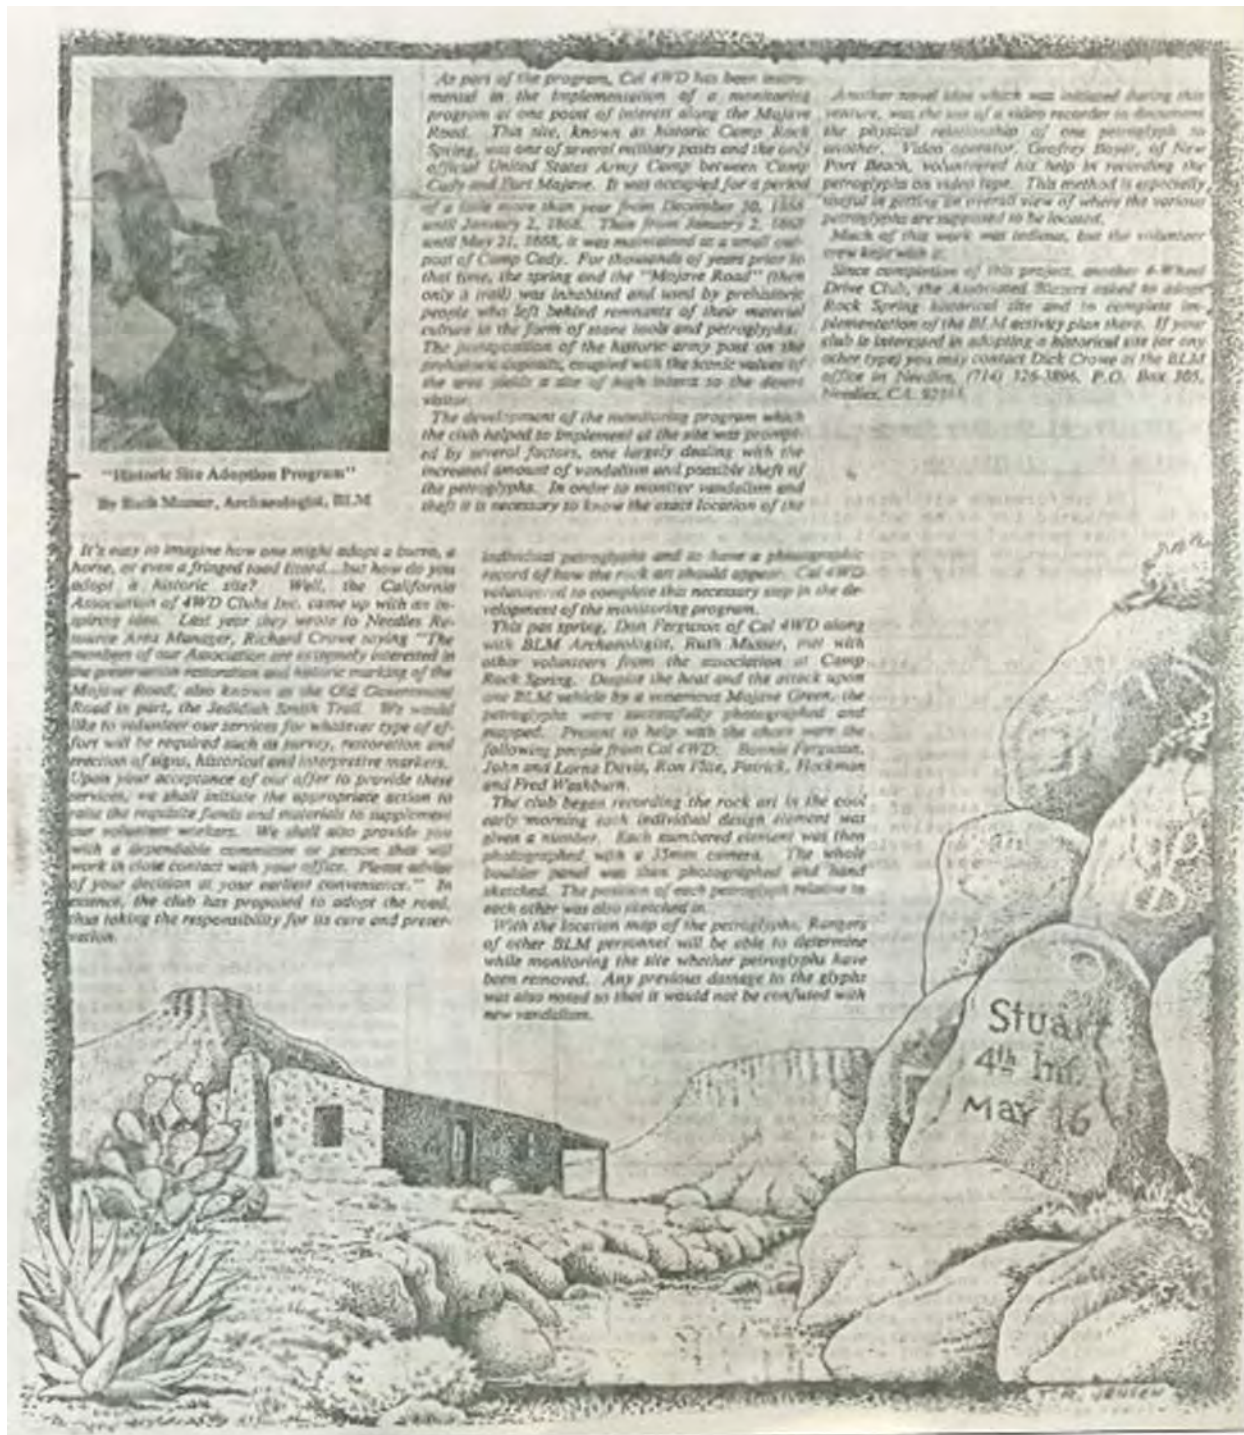 "Historic Site Adoption Program"
By Ruth Musser, Archaeologist, BLM
It's easy to imagine how one might adopt a burro, a
horse, or even a fringed toed lizard...but how do you
adopt a historic site? Well, the California
Association of 4WD Clubs Inc. came up with an in-
spiring idea. Last year they wrote to Needles Re-
source Area Manager, Richard Crowe saying "The
members of our Association are extremely interested in
the preservation restoration and historic marking of the
Mojave Road, also known as the Old Government
Road in part, the Jedidiah Smith Trail. We would
like to volunteer our services for whatever type of ef-
fort will be required such as survey, restoration and
erection of signs, historical and interpretive markers.
Upon your acceptance of our offer to provide these
services, we shall initiate the appropriate action to
raise the requisite funds and materials to supplement
our volunteer workers. We shall also provide you
with a dependable committee or person that will
work in close contact with your office. Please advise
of your decision at your earliest convenience." In
essence, the club has proposed to adopt the road,
thus taking the responsibility for its care and preser-
vation.
As part of the program, Cal 4WD has been instru-
mental in the implementation of a monitoring
program at one point of interest along the Mojave
Road. This site, known as historic Camp Rock
Spring, was one of several military posts and the only
official United States Army Camp between Camp
Cady and Fort Mojave. It was occupied for a period
of a little more than year from December 30, 1866
until January 2, 1868. Then from January 2, 1868
until May 21, 1868, it was maintained as a small out-
post of Camp Cady. For thousands of years prior to
that time, the spring and the "Mojave Road" (then
only a trail) was inhabited and used by prehistoric
people who left behind remnants of their material
culture in the form of stone tools and petroglyphs.
The juxtaposition of the historic army post on the
prehistoric deposits, coupled with the scenic values of
the area yields a site of high interest to the desert
visitor.
The development of the monitoring program which
the club helped to implement at the site was prompt-
ed by several factors, one largely dealing with the
increased amount of vandalism and possible theft of
the petroglyphs. In order to monitor vandalism and
theft it is necessary to know the exact location of the
individual petroglyphs and to have a photographic
record of how the rock art should appear. Cal 4WD
volunteered to complete this necessary step in the de-
velopment of the monitoring program.
This pas spring, Don Ferguson of Cal 4WD along
with BLM Archaeologist, Ruth Musser, met with
other volunteers from the association at Camp
Rock Spring. Despite the heat and the attack upon
one BLM vehicle by a venemous Mojave Green, the
petroglyphs were successfully photographed and
mapped. Present to help with the chore were the
following people from Cal 4WD: Bonnie Ferguson,
John and Lorna Davis, Ron Flite, Patrick, Hockman
and Fred Washburn.
The club began recording the rock art in the cool
early morning each individual design element was
given a number. Each numbered element was then
photographed with a 35mm camera. The whole
boulder panel was then photographed and hand
sketched. The position of each petroglyph relative to
each other was also sketched in.
With the location map of the petroglyphs, Rangers
of other BLM personnel will be able to determine
while monitoring the site whether petroglyphs have
been removed. Any previous damage to the glyphs
was also noted so that it would not be confused with
new vandalism.
Another novel idea which was initiated during this
venture, was the use of a video recorder to document
the physical relationship of one petroglyph to
another. Video operator, Geofrey Boyer, of New
Port Beach, volunteered his help in recording the
petroglyphs on video tape. This method is especially
useful in getting an overall view of where the various
petroglyphs are supposed to be located.
Much of this work was tedious, but the volunteer
crew kept with it.
Since completion of this project, another 4-Wheel
Drive Club, the Associated Blazers asked to adopt
Rock Spring historical site and to complete im-
plementation of the BLM activity plan there. If your
club is interested in adopting a historical site (or any
other type) you may contact Dick Crowe at the BLM
office in Needles, (714) 326-3896, P.O. Box 305,
Needles, CA.
Stuart
4th Inf.
May 16
T. A. JENSEN